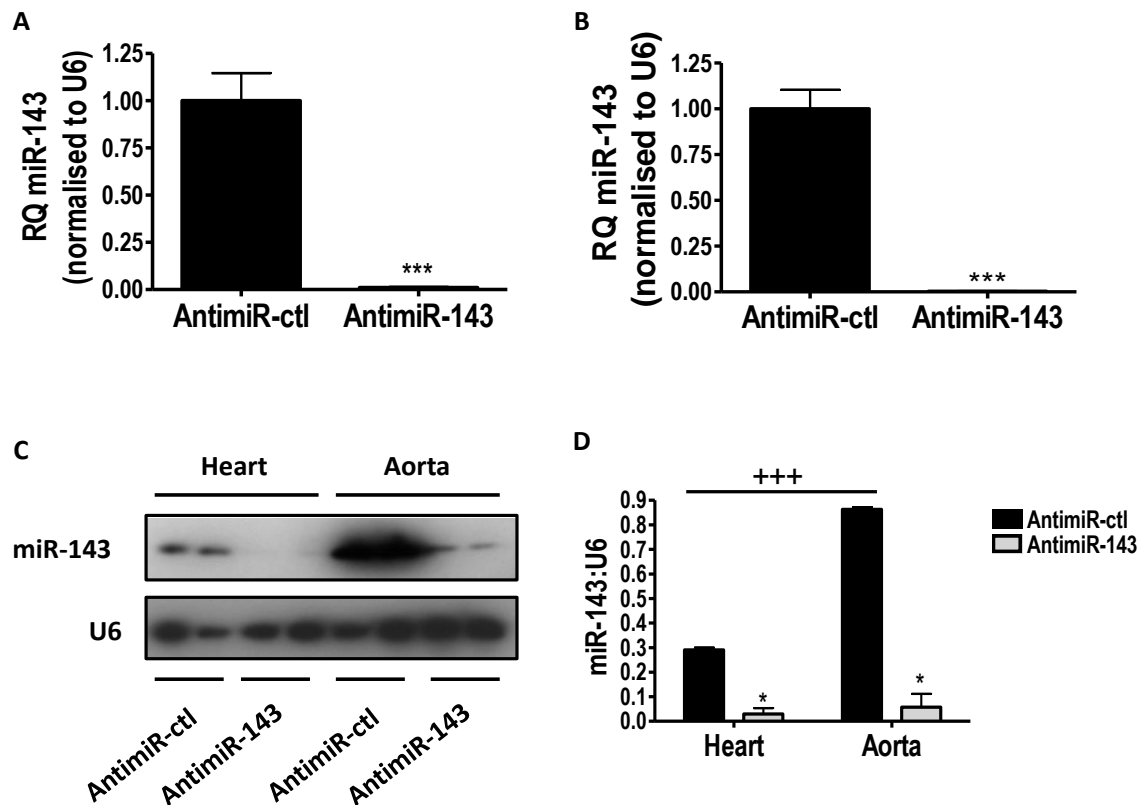 A
RQ miR-143
(normalised to U6)
1.25
1.00
0.75
0.50
0.25
0.00
***
AntimiR-ctl AntimiR-143
B
RQ miR-143
(normalised to U6)
1.25
1.00
0.75
0.50
0.25
0.00
***
AntimiR-ctl AntimiR-143
C
Heart Aorta
miR-143
U6
AntimiR-ctl
AntimiR-143
AntimiR-ctl
AntimiR-143
D
miR-143:U6
0.9
0.8
0.7
0.6
0.5
0.4
0.3
0.2
0.1
0.0
+++
*
*
Heart Aorta
AntimiR-ctl
AntimiR-143